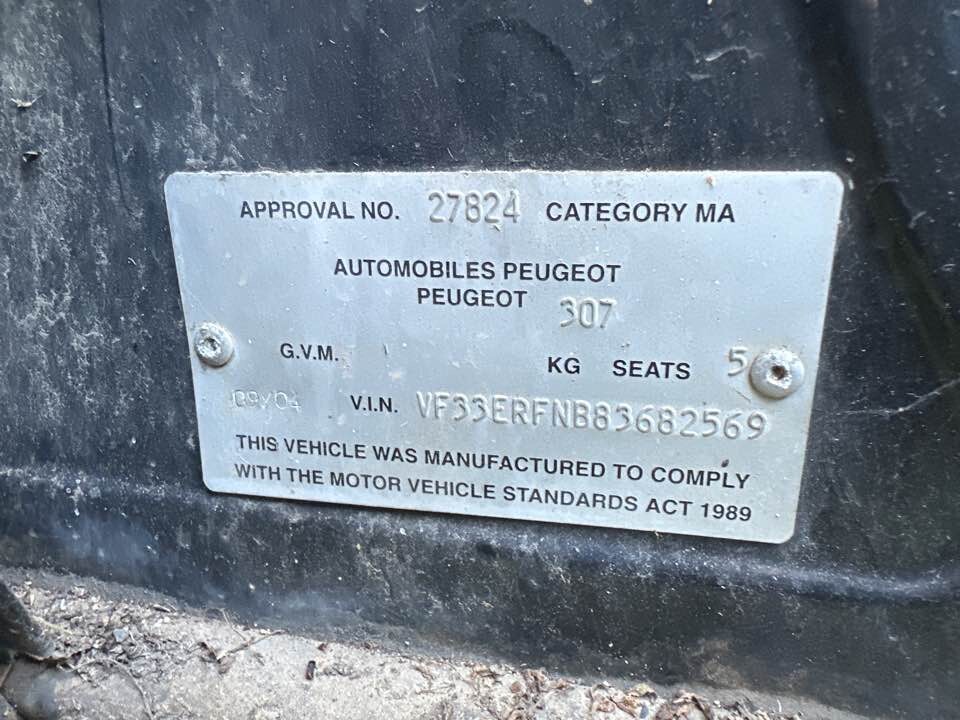 APPROVAL NO. 27824 CATEGORY MA
AUTOMOBILES PEUGEOT
PEUGEOT 307
G.V.M. KG SEATS 5
09/04 V.I.N. VF33ERFNB83682569
THIS VEHICLE WAS MANUFACTURED TO COMPLY
WITH THE MOTOR VEHICLE STANDARDS ACT 1989